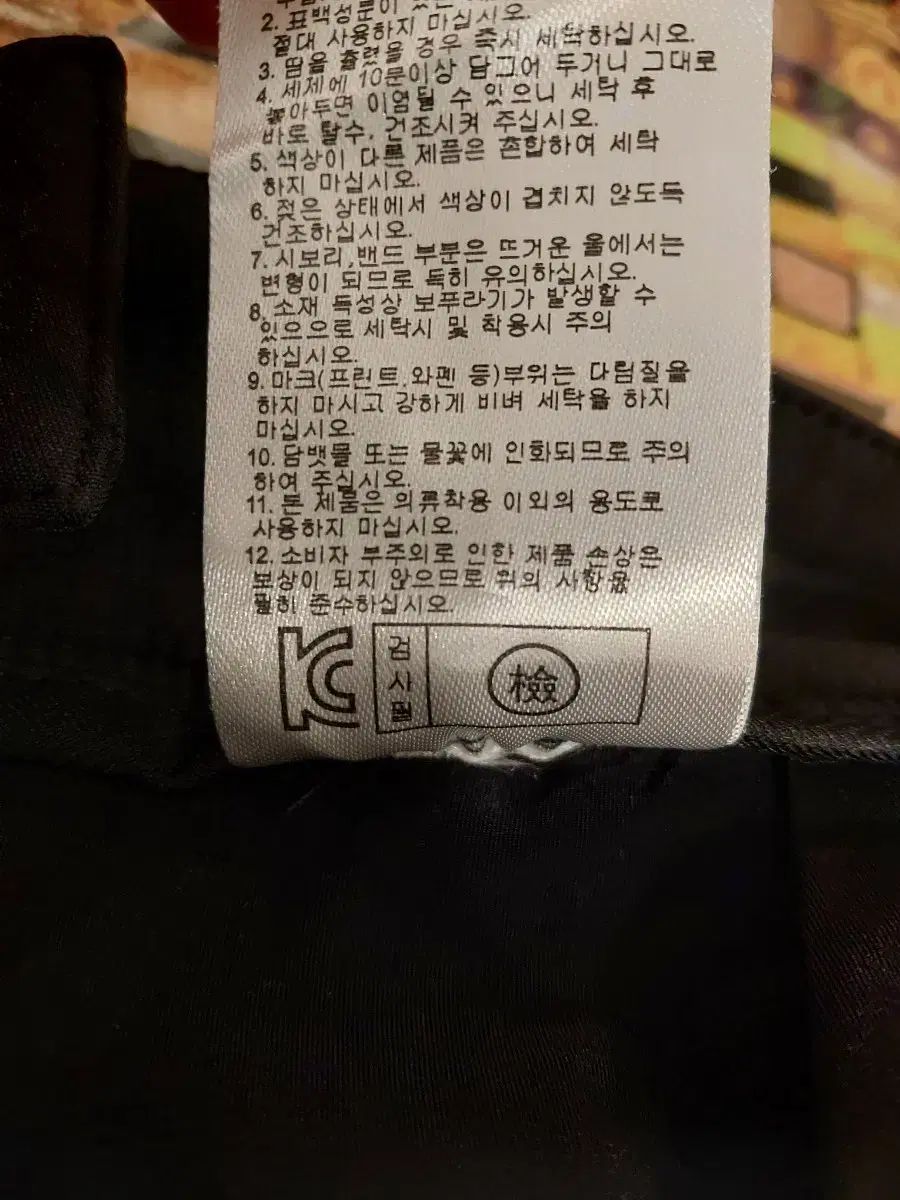 2. 표백성분이
절대 사용하지 마십시오.
3. 땀을 흘렸을 경우 즉시 세탁하십시오.
4. 세제에 10분이상 담그어 두거니 그대로
놓아두면 이염될 수 있으니 세탁 후
바로 탈수, 건조시켜 주십시오.
5. 색상이 다른 제품은 혼합하여 세탁
하지 마십시오.
6. 젖은 상태에서 색상이 겹치지 않도록
건조하십시오.
7. 시보리,밴드 부분은 뜨거운 물에서는
변형이 되므로 특히 유의하십시오.
8. 소재 특성상 보푸라기가 발생할 수
있으으로 세탁시 및 착용시 주의
하십시오.
9. 마크(프린트,와펜 등)부위는 다림질을
하지 마시고 강하게 비벼 세탁을 하지
마십시오.
10. 담뱃불 또는 불꽃에 인화되므로 주의
하여 주십시오.
11. 본 제품은 의류착용 이외의 용도로
사용하지 마십시오.
12. 소비자 부주의로 인한 제품 손상은
보상이 되지 않으므로 위의 사항을
필히 준수하십시오.
KC 검사필 檢